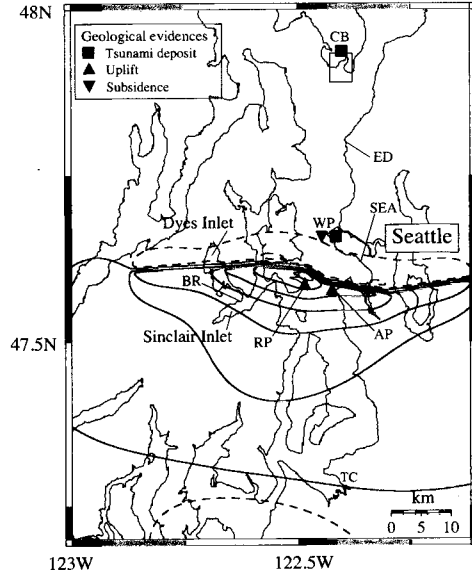 48N
Geological evidences
Tsunami deposit
Uplift
Subsidence
CB
ED
WP
SEA
Dyes Inlet
Seattle
BR
Sinclair Inlet
RP
AP
47.5N
TC
km
0 5 10
123W
122.5W